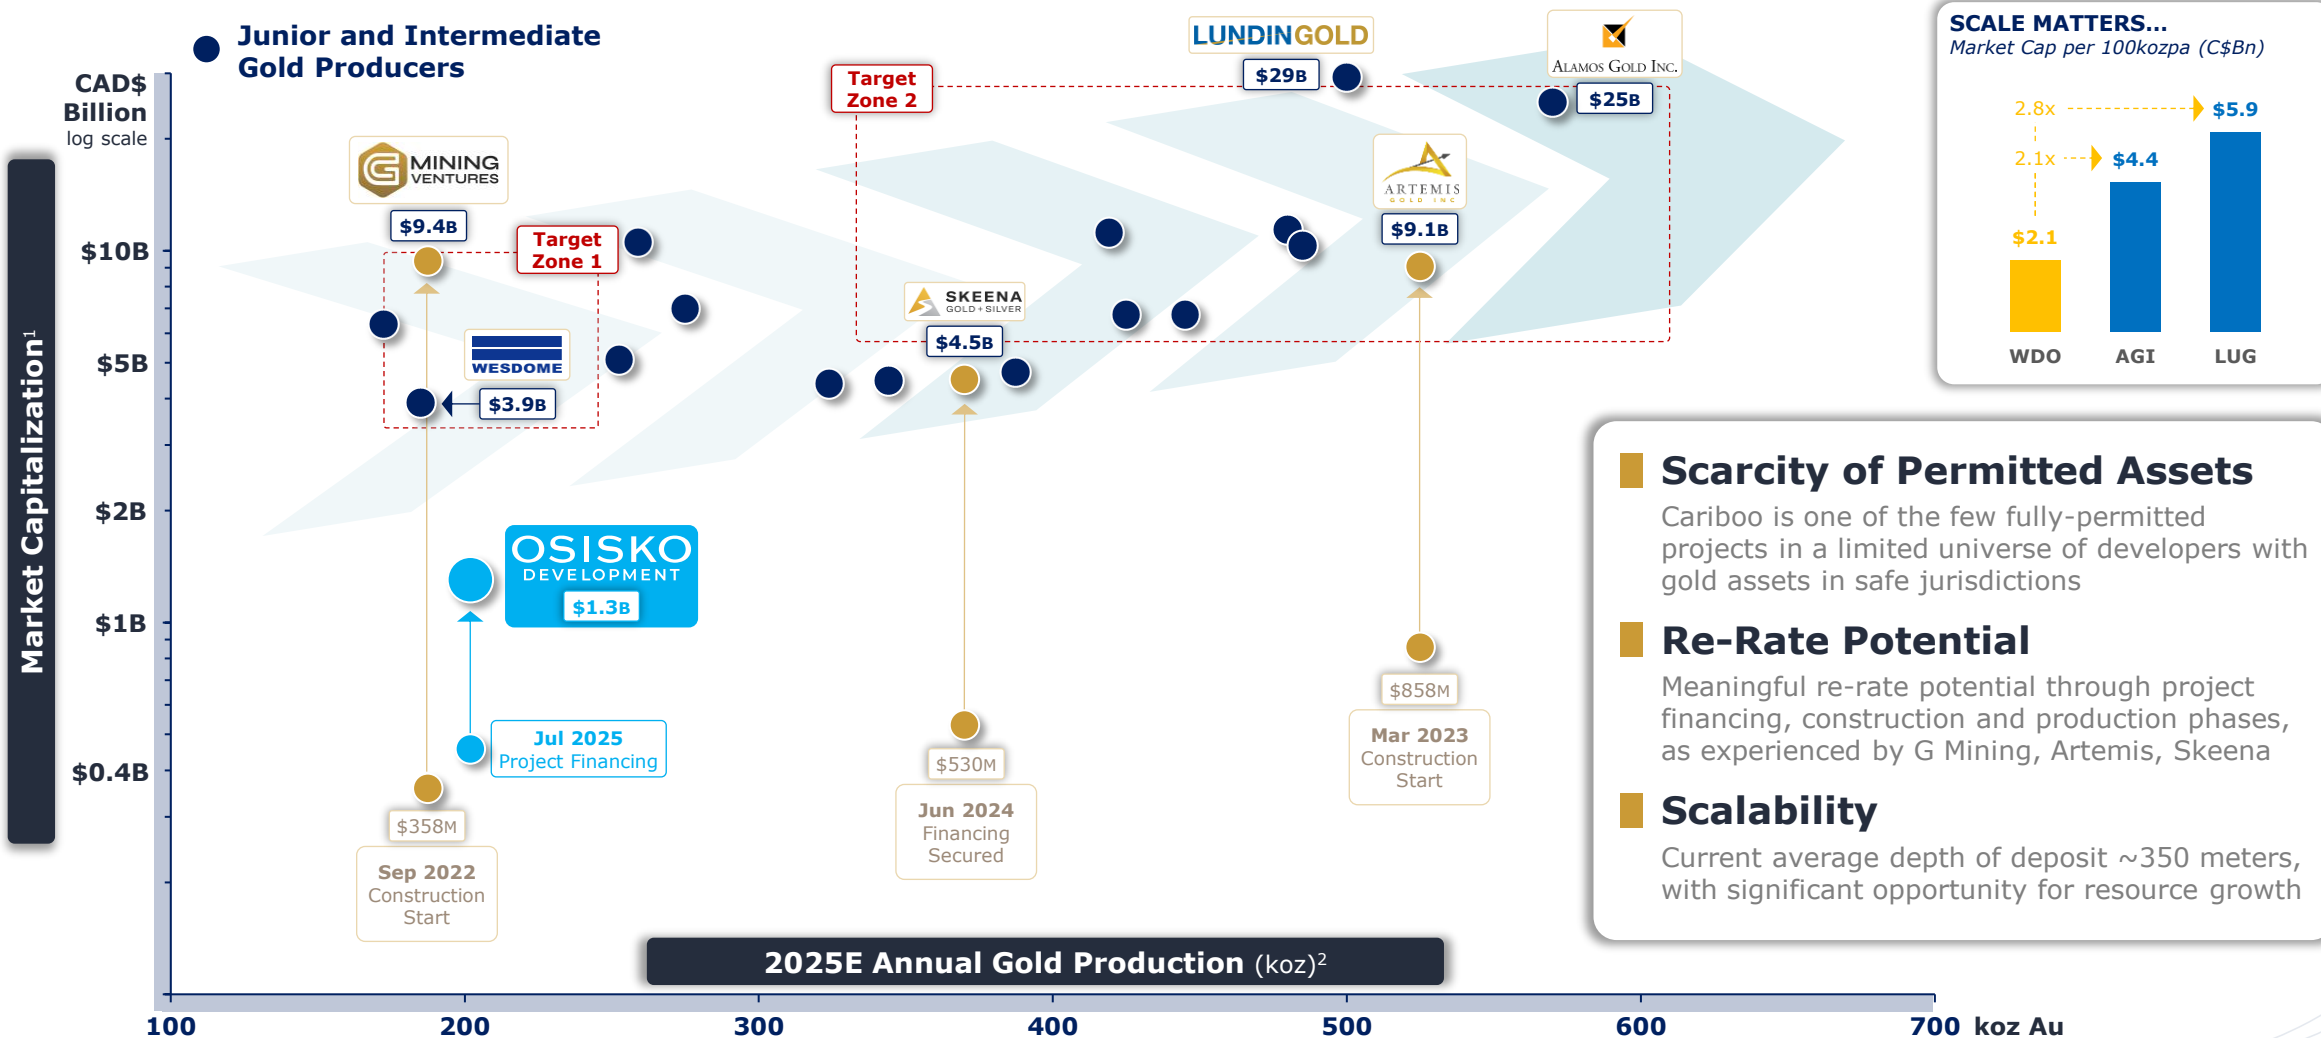 Junior and Intermediate
Gold Producers
CAD$
Billion
log scale
$10B
$5B
$2B
$1B
$0.4B
Market Capitalization¹
G MINING
VENTURES
$9.4B
Target
Zone 1
WESDOME
$3.9B
OSISKO
DEVELOPMENT
$1.3B
Jul 2025
Project Financing
$358M
Sep 2022
Construction
Start
Target
Zone 2
SKEENA
GOLD + SILVER
$4.5B
$530M
Jun 2024
Financing
Secured
LUNDINGOLD
$29B
ALAMOS GOLD INC.
$25B
ARTEMIS
GOLD INC
$9.1B
$858M
Mar 2023
Construction
Start
2025E Annual Gold Production (koz)²
100 200 300 400 500 600 700 koz Au
SCALE MATTERS...
Market Cap per 100kozpa (C$Bn)
2.8x
$5.9
2.1x
$4.4
$2.1
WDO AGI LUG
Scarcity of Permitted Assets
Cariboo is one of the few fully-permitted
projects in a limited universe of developers with
gold assets in safe jurisdictions
Re-Rate Potential
Meaningful re-rate potential through project
financing, construction and production phases,
as experienced by G Mining, Artemis, Skeena
Scalability
Current average depth of deposit ~350 meters,
with significant opportunity for resource growth